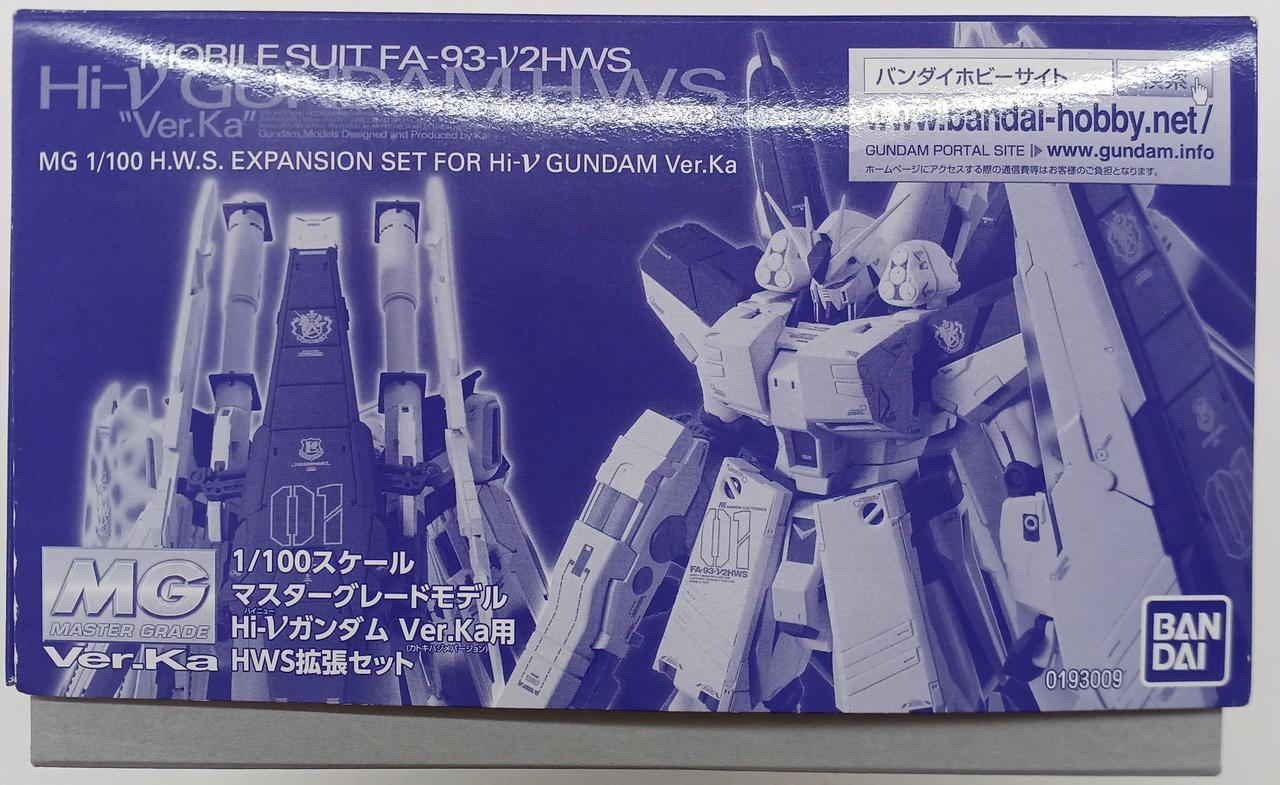 MOBILE SUIT FA-93-ν2HWS
Hi-ν GUNDAM HWS
"Ver.Ka"
Gundam Models Designed and Produced by Ka
MG 1/100 H.W.S. EXPANSION SET FOR Hi-ν GUNDAM Ver.Ka
バンダイホビーサイト 検索
www.bandai-hobby.net/
GUNDAM PORTAL SITE www.gundam.info
ホームページにアクセスする際の通信費等はお客様のご負担となります。
01
01
FA-93-ν2HWS
01
MG
MASTER GRADE
Ver.Ka
1/100スケール
マスターグレードモデル
ハイニュー
Hi-νガンダム Ver.Ka用
(カトキハジメバージョン)
HWS拡張セット
0193009
BAN
DAI